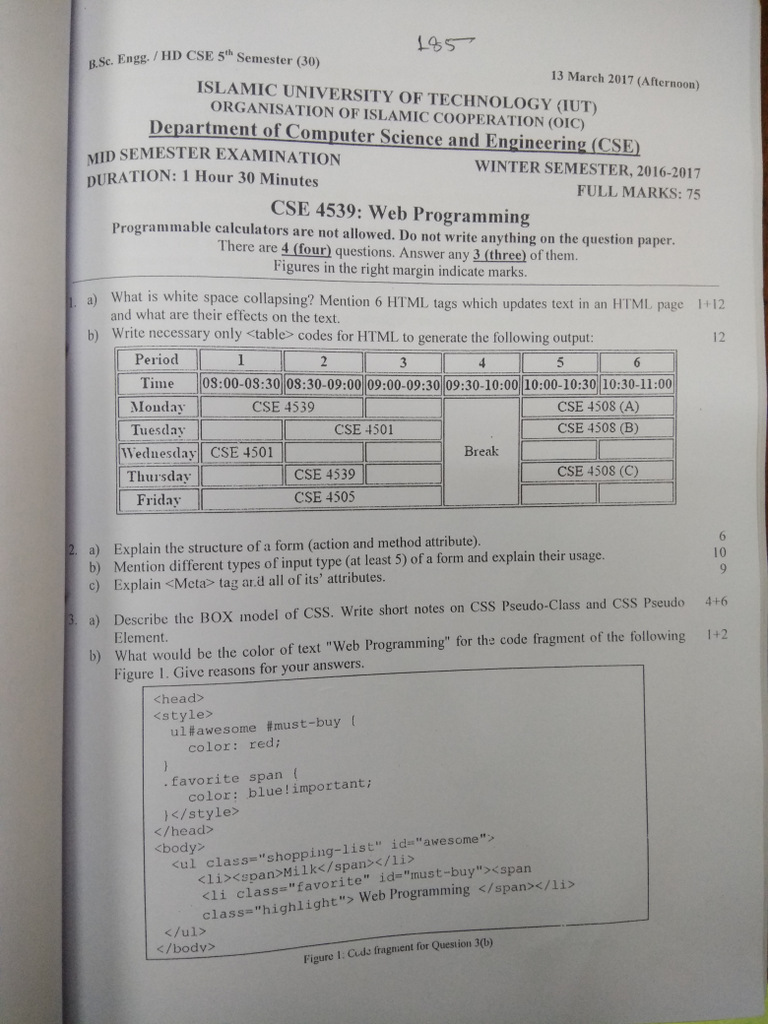 185
B.Sc. Engg. / HD CSE 5th Semester (30)
13 March 2017 (Afternoon)
ISLAMIC UNIVERSITY OF TECHNOLOGY (IUT)
ORGANISATION OF ISLAMIC COOPERATION (OIC)
Department of Computer Science and Engineering (CSE)
MID SEMESTER EXAMINATION WINTER SEMESTER, 2016-2017
DURATION: 1 Hour 30 Minutes FULL MARKS: 75
CSE 4539: Web Programming
Programmable calculators are not allowed. Do not write anything on the question paper.
There are 4 (four) questions. Answer any 3 (three) of them.
Figures in the right margin indicate marks.
1. a) What is white space collapsing? Mention 6 HTML tags which updates text in an HTML page 1+12
and what are their effects on the text.
b) Write necessary only <table> codes for HTML to generate the following output: 12
Period 1 2 3 4 5 6
Time 08:00-08:30 08:30-09:00 09:00-09:30 09:30-10:00 10:00-10:30 10:30-11:00
Monday CSE 4539 CSE 4508 (A)
Tuesday CSE 4501 CSE 4508 (B)
Wednesday CSE 4501 Break
Thursday CSE 4539 CSE 4508 (C)
Friday CSE 4505
2. a) Explain the structure of a form (action and method attribute). 6
b) Mention different types of input type (at least 5) of a form and explain their usage. 10
c) Explain <Meta> tag and all of its' attributes. 9
3. a) Describe the BOX model of CSS. Write short notes on CSS Pseudo-Class and CSS Pseudo 4+6
Element.
b) What would be the color of text "Web Programming" for the code fragment of the following 1+2
Figure 1. Give reasons for your answers.
<head>
<style>
ul#awesome #must-buy {
color: red;
}
.favorite span {
color: blue!important;
}</style>
</head>
<body>
<ul class="shopping-list" id="awesome">
<li><span>Milk</span></li>
<li class="favorite" id="must-buy"><span
class="highlight"> Web Programming </span></li>
</ul>
</body>
Figure 1: Code fragment for Question 3(b)